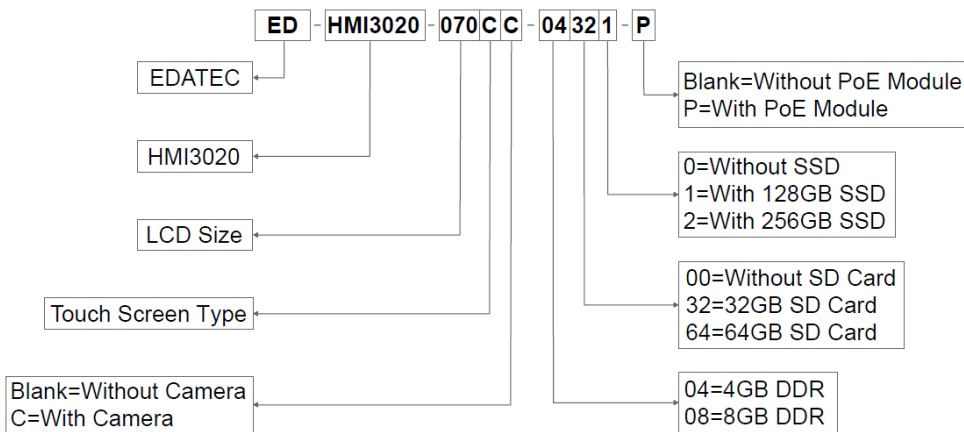 ED - HMI3020 - 070 C C - 04 32 1 - P
EDATEC
HMI3020
LCD Size
Touch Screen Type
Blank=Without Camera
C=With Camera
Blank=Without PoE Module
P=With PoE Module
0=Without SSD
1=With 128GB SSD
2=With 256GB SSD
00=Without SD Card
32=32GB SD Card
64=64GB SD Card
04=4GB DDR
08=8GB DDR